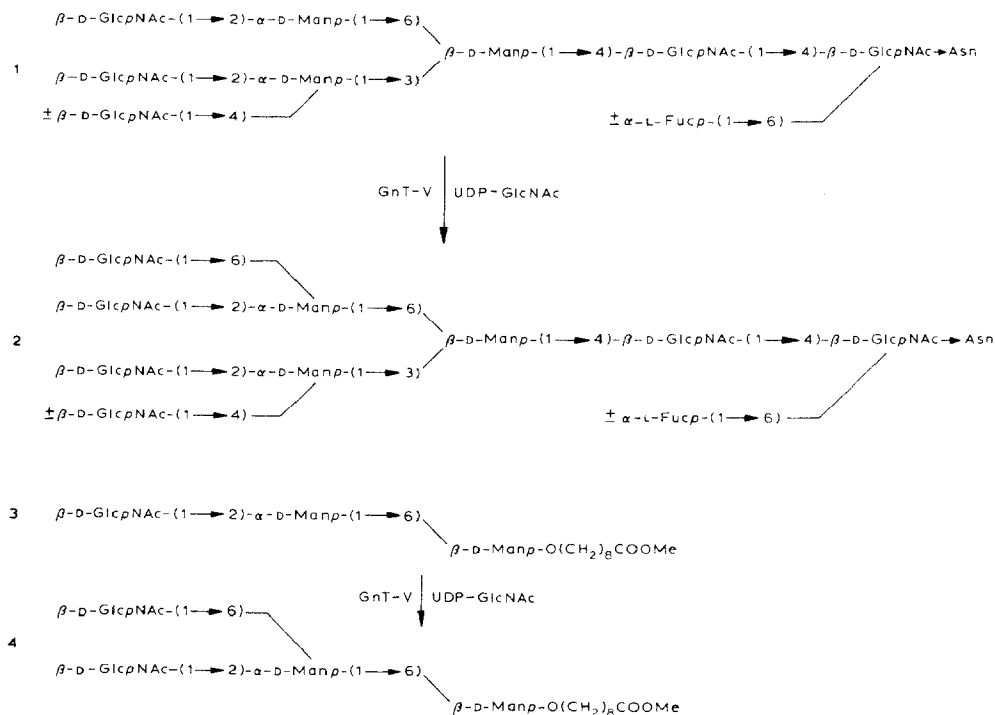 β-D-GlcpNAc-(1→2)-α-D-Manp-(1→6)
β-D-Manp-(1→4)-β-D-GlcpNAc-(1→4)-β-D-GlcpNAc→Asn
1
β-D-GlcpNAc-(1→2)-α-D-Manp-(1→3)
± β-D-GlcpNAc-(1→4)
± α-L-Fucp-(1→6)
GnT-V UDP-GlcNAc
β-D-GlcpNAc-(1→6)
β-D-GlcpNAc-(1→2)-α-D-Manp-(1→6)
2
β-D-Manp-(1→4)-β-D-GlcpNAc-(1→4)-β-D-GlcpNAc→Asn
β-D-GlcpNAc-(1→2)-α-D-Manp-(1→3)
± β-D-GlcpNAc-(1→4)
± α-L-Fucp-(1→6)
3 β-D-GlcpNAc-(1→2)-α-D-Manp-(1→6)
β-D-Manp-O(CH2)8COOMe
GnT-V UDP-GlcNAc
β-D-GlcpNAc-(1→6)
4
β-D-GlcpNAc-(1→2)-α-D-Manp-(1→6)
β-D-Manp-O(CH2)8COOMe